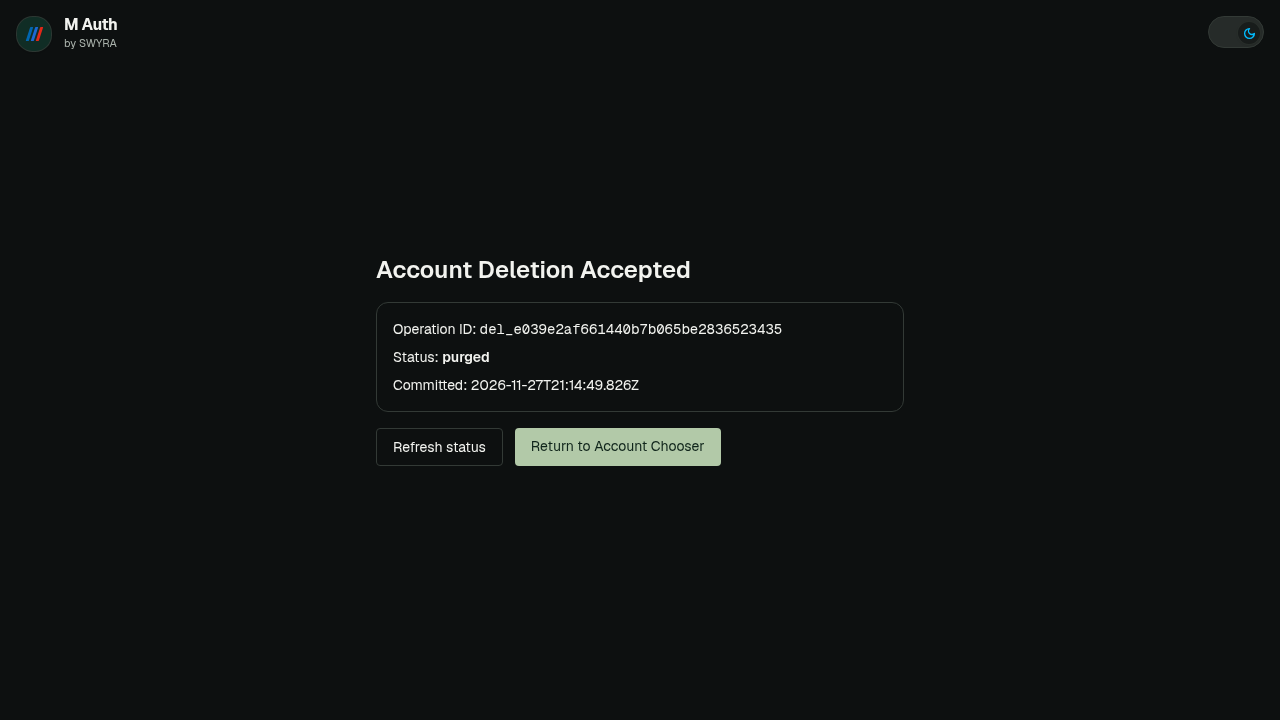 M Auth
by SWYRA
Account Deletion Accepted
Operation ID: del_e039e2af661440b7b065be2836523435
Status: purged
Committed: 2026-11-27T21:14:49.826Z
Refresh status
Return to Account Chooser